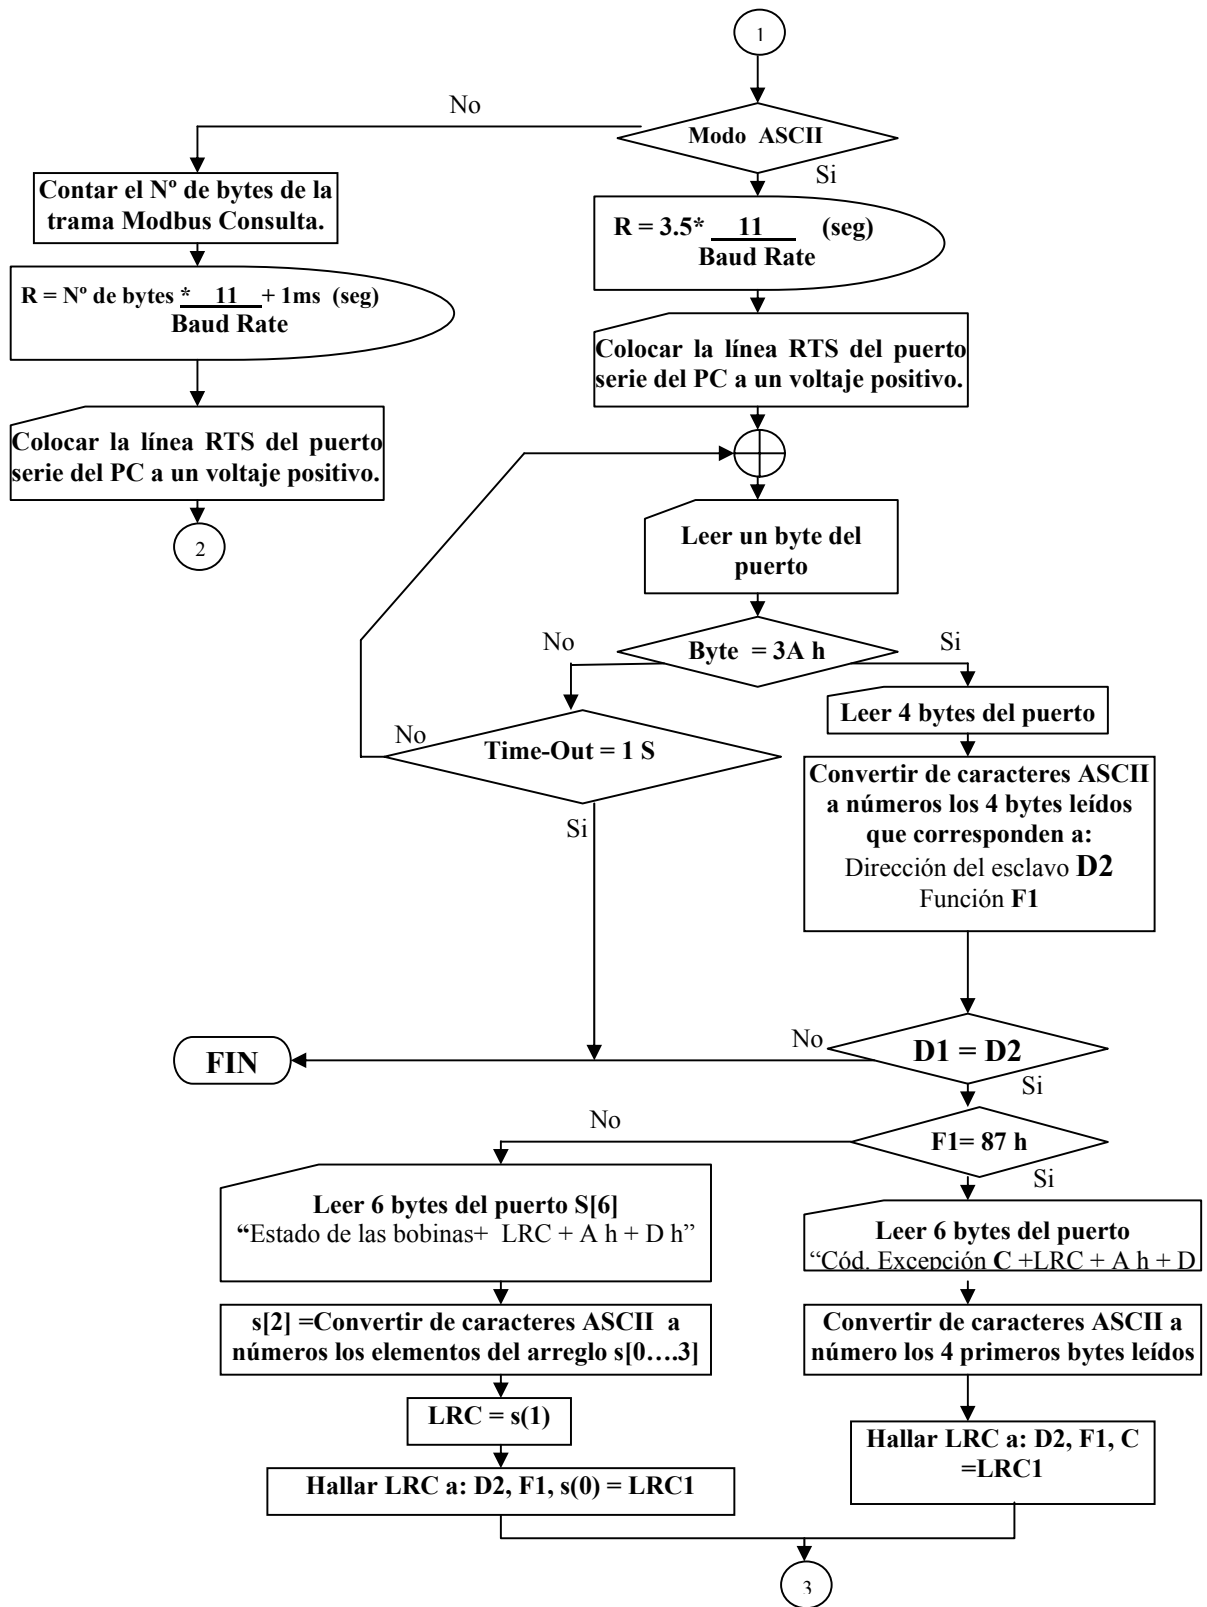 1
No
Modo ASCII
Si
Contar el Nº de bytes de la
trama Modbus Consulta.
R = 3.5* 11 (seg)
Baud Rate
R = Nº de bytes * 11 + 1ms (seg)
Baud Rate
Colocar la línea RTS del puerto
serie del PC a un voltaje positivo.
Colocar la línea RTS del puerto
serie del PC a un voltaje positivo.
2
Leer un byte del
puerto
No
Byte = 3A h
Si
Leer 4 bytes del puerto
No
Time-Out = 1 S
Si
Convertir de caracteres ASCII
a números los 4 bytes leídos
que corresponden a:
Dirección del esclavo D2
Función F1
FIN
No
D1 = D2
Si
No
F1= 87 h
Si
Leer 6 bytes del puerto S[6]
“Estado de las bobinas+ LRC + A h + D h”
Leer 6 bytes del puerto
“Cód. Excepción C +LRC + A h + D
s[2] =Convertir de caracteres ASCII a
números los elementos del arreglo s[0….3]
Convertir de caracteres ASCII a
número los 4 primeros bytes leídos
LRC = s(1)
Hallar LRC a: D2, F1, C
=LRC1
Hallar LRC a: D2, F1, s(0) = LRC1
3